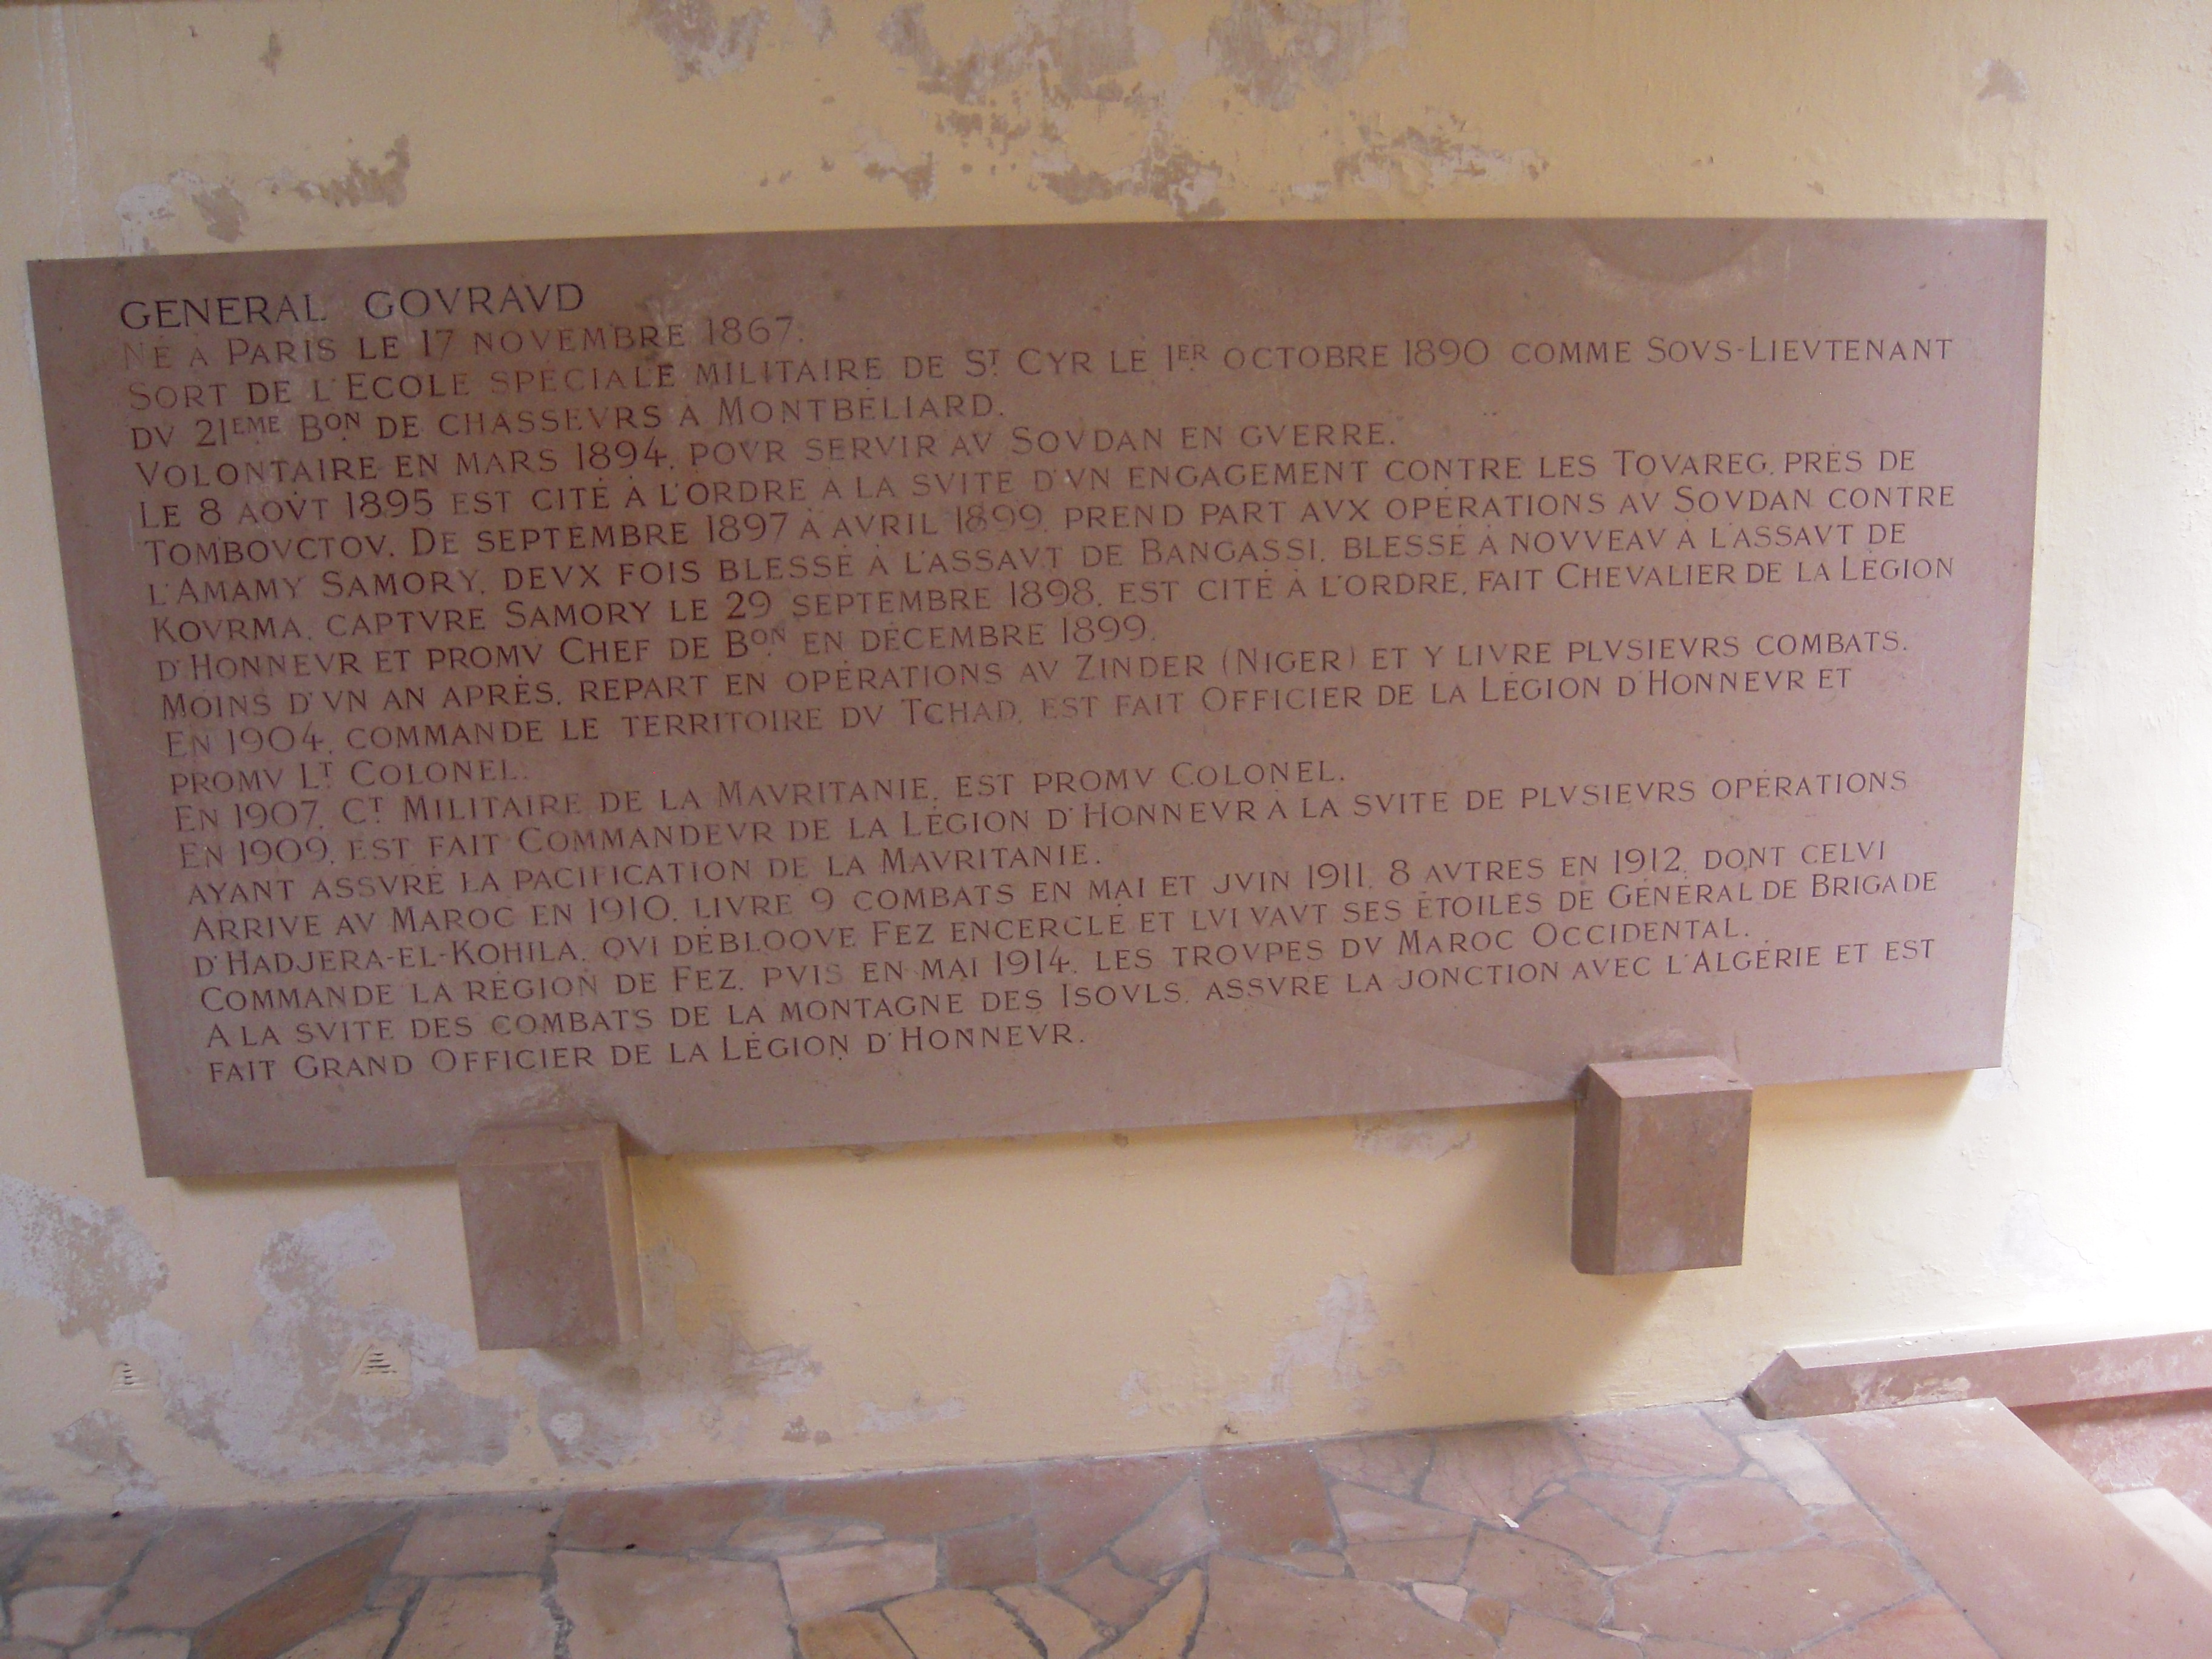 GENERAL GOVRAVD
NÉ À PARIS LE 17 NOVEMBRE 1867.
SORT DE L'ECOLE SPÉCIALE MILITAIRE DE ST. CYR LE 1ER. OCTOBRE 1890 COMME SOVS-LIEVTENANT
DV 21EME BON. DE CHASSEVRS À MONTBÉLIARD.
VOLONTAIRE EN MARS 1894, POVR SERVIR AV SOVDAN EN GVERRE.
LE 8 AOVT 1895 EST CITÉ À L'ORDRE À LA SVITE D'VN ENGAGEMENT CONTRE LES TOVAREG, PRÈS DE
TOMBOVCTOV. DE SEPTEMBRE 1897 À AVRIL 1899, PREND PART AVX OPÉRATIONS AV SOVDAN CONTRE
L'AMAMY SAMORY, DEVX FOIS BLESSÉ À L'ASSAVT DE BANGASSI, BLESSÉ À NOVVEAV À L'ASSAVT DE
KOVRMA, CAPTVRE SAMORY LE 29 SEPTEMBRE 1898, EST CITÉ À L'ORDRE, FAIT CHEVALIER DE LA LÉGION
D'HONNEVR ET PROMV CHEF DE BON. EN DÉCEMBRE 1899.
MOINS D'VN AN APRÈS, REPART EN OPÉRATIONS AV ZINDER (NIGER) ET Y LIVRE PLVSIEVRS COMBATS.
EN 1904, COMMANDE LE TERRITOIRE DV TCHAD, EST FAIT OFFICIER DE LA LÉGION D'HONNEVR ET
PROMV LT. COLONEL.
EN 1907, CT. MILITAIRE DE LA MAVRITANIE, EST PROMV COLONEL.
EN 1909, EST FAIT COMMANDEVR DE LA LÉGION D'HONNEVR À LA SVITE DE PLVSIEVRS OPÉRATIONS
AYANT ASSVRÉ LA PACIFICATION DE LA MAVRITANIE.
ARRIVE AV MAROC EN 1910, LIVRE 9 COMBATS EN MAI ET JVIN 1911, 8 AVTRES EN 1912, DONT CELVI
D'HADJERA-EL-KOHILA, QVI DÉBLOQVE FEZ ENCERCLÉ ET LVI VAVT SES ÉTOILES DE GÉNÉRAL DE BRIGADE
COMMANDE LA RÉGION DE FEZ, PVIS EN MAI 1914, LES TROVPES DV MAROC OCCIDENTAL.
A LA SVITE DES COMBATS DE LA MONTAGNE DES ISOVLS, ASSVRE LA JONCTION AVEC L'ALGÉRIE ET EST
FAIT GRAND OFFICIER DE LA LÉGION D'HONNEVR.